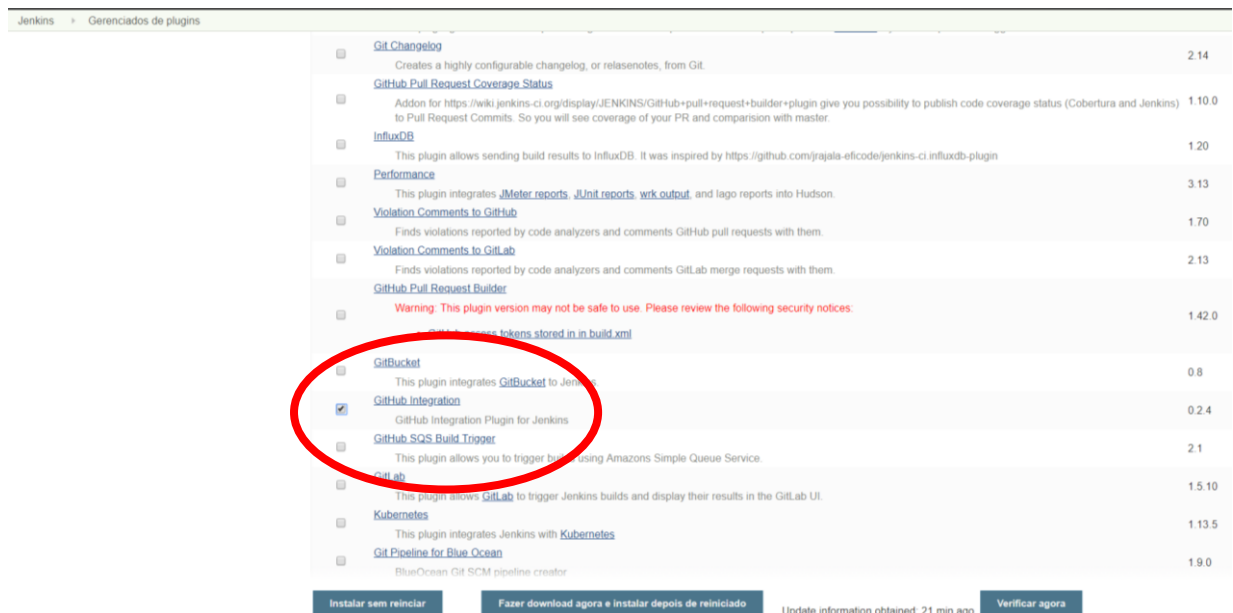 Jenkins
Gerenciados de plugins
Git Changelog
Creates a highly configurable changelog, or relasenotes, from Git.
2.14
GitHub Pull Request Coverage Status
Addon for https://wiki.jenkins-ci.org/display/JENKINS/GitHub+pull+request+builder+plugin give you possibility to publish code coverage status (Cobertura and Jenkins)
to Pull Request Commits. So you will see coverage of your PR and comparision with master.
1.10.0
InfluxDB
This plugin allows sending build results to InfluxDB. It was inspired by https://github.com/jrajala-eficode/jenkins-ci.influxdb-plugin
1.20
Performance
This plugin integrates JMeter reports, JUnit reports, wrk output, and Iago reports into Hudson.
3.13
Violation Comments to GitHub
Finds violations reported by code analyzers and comments GitHub pull requests with them.
1.70
Violation Comments to GitLab
Finds violations reported by code analyzers and comments GitLab merge requests with them.
2.13
GitHub Pull Request Builder
Warning: This plugin version may not be safe to use. Please review the following security notices:
GitHub access tokens stored in in build.xml
1.42.0
GitBucket
This plugin integrates GitBucket to Jenkins.
0.8
GitHub Integration
GitHub Integration Plugin for Jenkins
0.2.4
GitHub SQS Build Trigger
This plugin allows you to trigger builds using Amazons Simple Queue Service.
2.1
GitLab
This plugin allows GitLab to trigger Jenkins builds and display their results in the GitLab UI.
1.5.10
Kubernetes
This plugin integrates Jenkins with Kubernetes
1.13.5
Git Pipeline for Blue Ocean
BlueOcean Git SCM pipeline creator
1.9.0
Instalar sem reinciar
Fazer download agora e instalar depois de reiniciado
Update information obtained: 21 min ago
Verificar agora